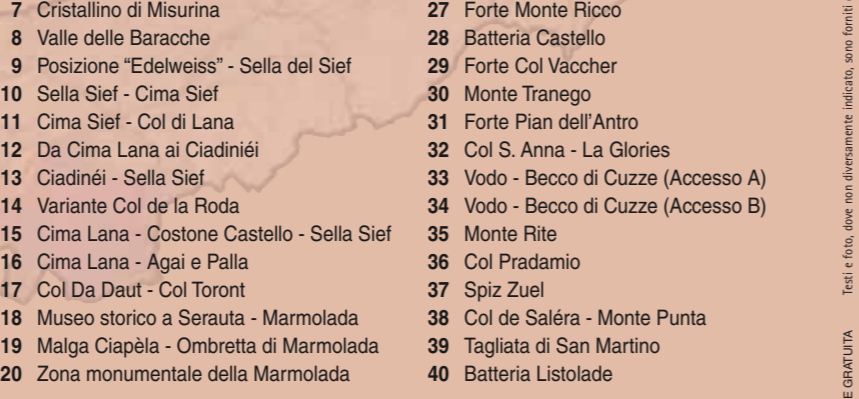 7 Cristallino di Misurina
8 Valle delle Baracche
9 Posizione “Edelweiss” - Sella del Sief
10 Sella Sief - Cima Sief
11 Cima Sief - Col di Lana
12 Da Cima Lana ai Ciadiniéi
13 Ciadinéi - Sella Sief
14 Variante Col de la Roda
15 Cima Lana - Costone Castello - Sella Sief
16 Cima Lana - Agai e Palla
17 Col Da Daut - Col Toront
18 Museo storico a Serauta - Marmolada
19 Malga Ciapèla - Ombretta di Marmolada
20 Zona monumentale della Marmolada
27 Forte Monte Ricco
28 Batteria Castello
29 Forte Col Vaccher
30 Monte Tranego
31 Forte Pian dell’Antro
32 Col S. Anna - La Glories
33 Vodo - Becco di Cuzze (Accesso A)
34 Vodo - Becco di Cuzze (Accesso B)
35 Monte Rite
36 Col Pradamio
37 Spiz Zuel
38 Col de Saléra - Monte Punta
39 Tagliata di San Martino
40 Batteria Listolade
E GRATUITA Testi e foto, dove non diversamente indicato, sono forniti